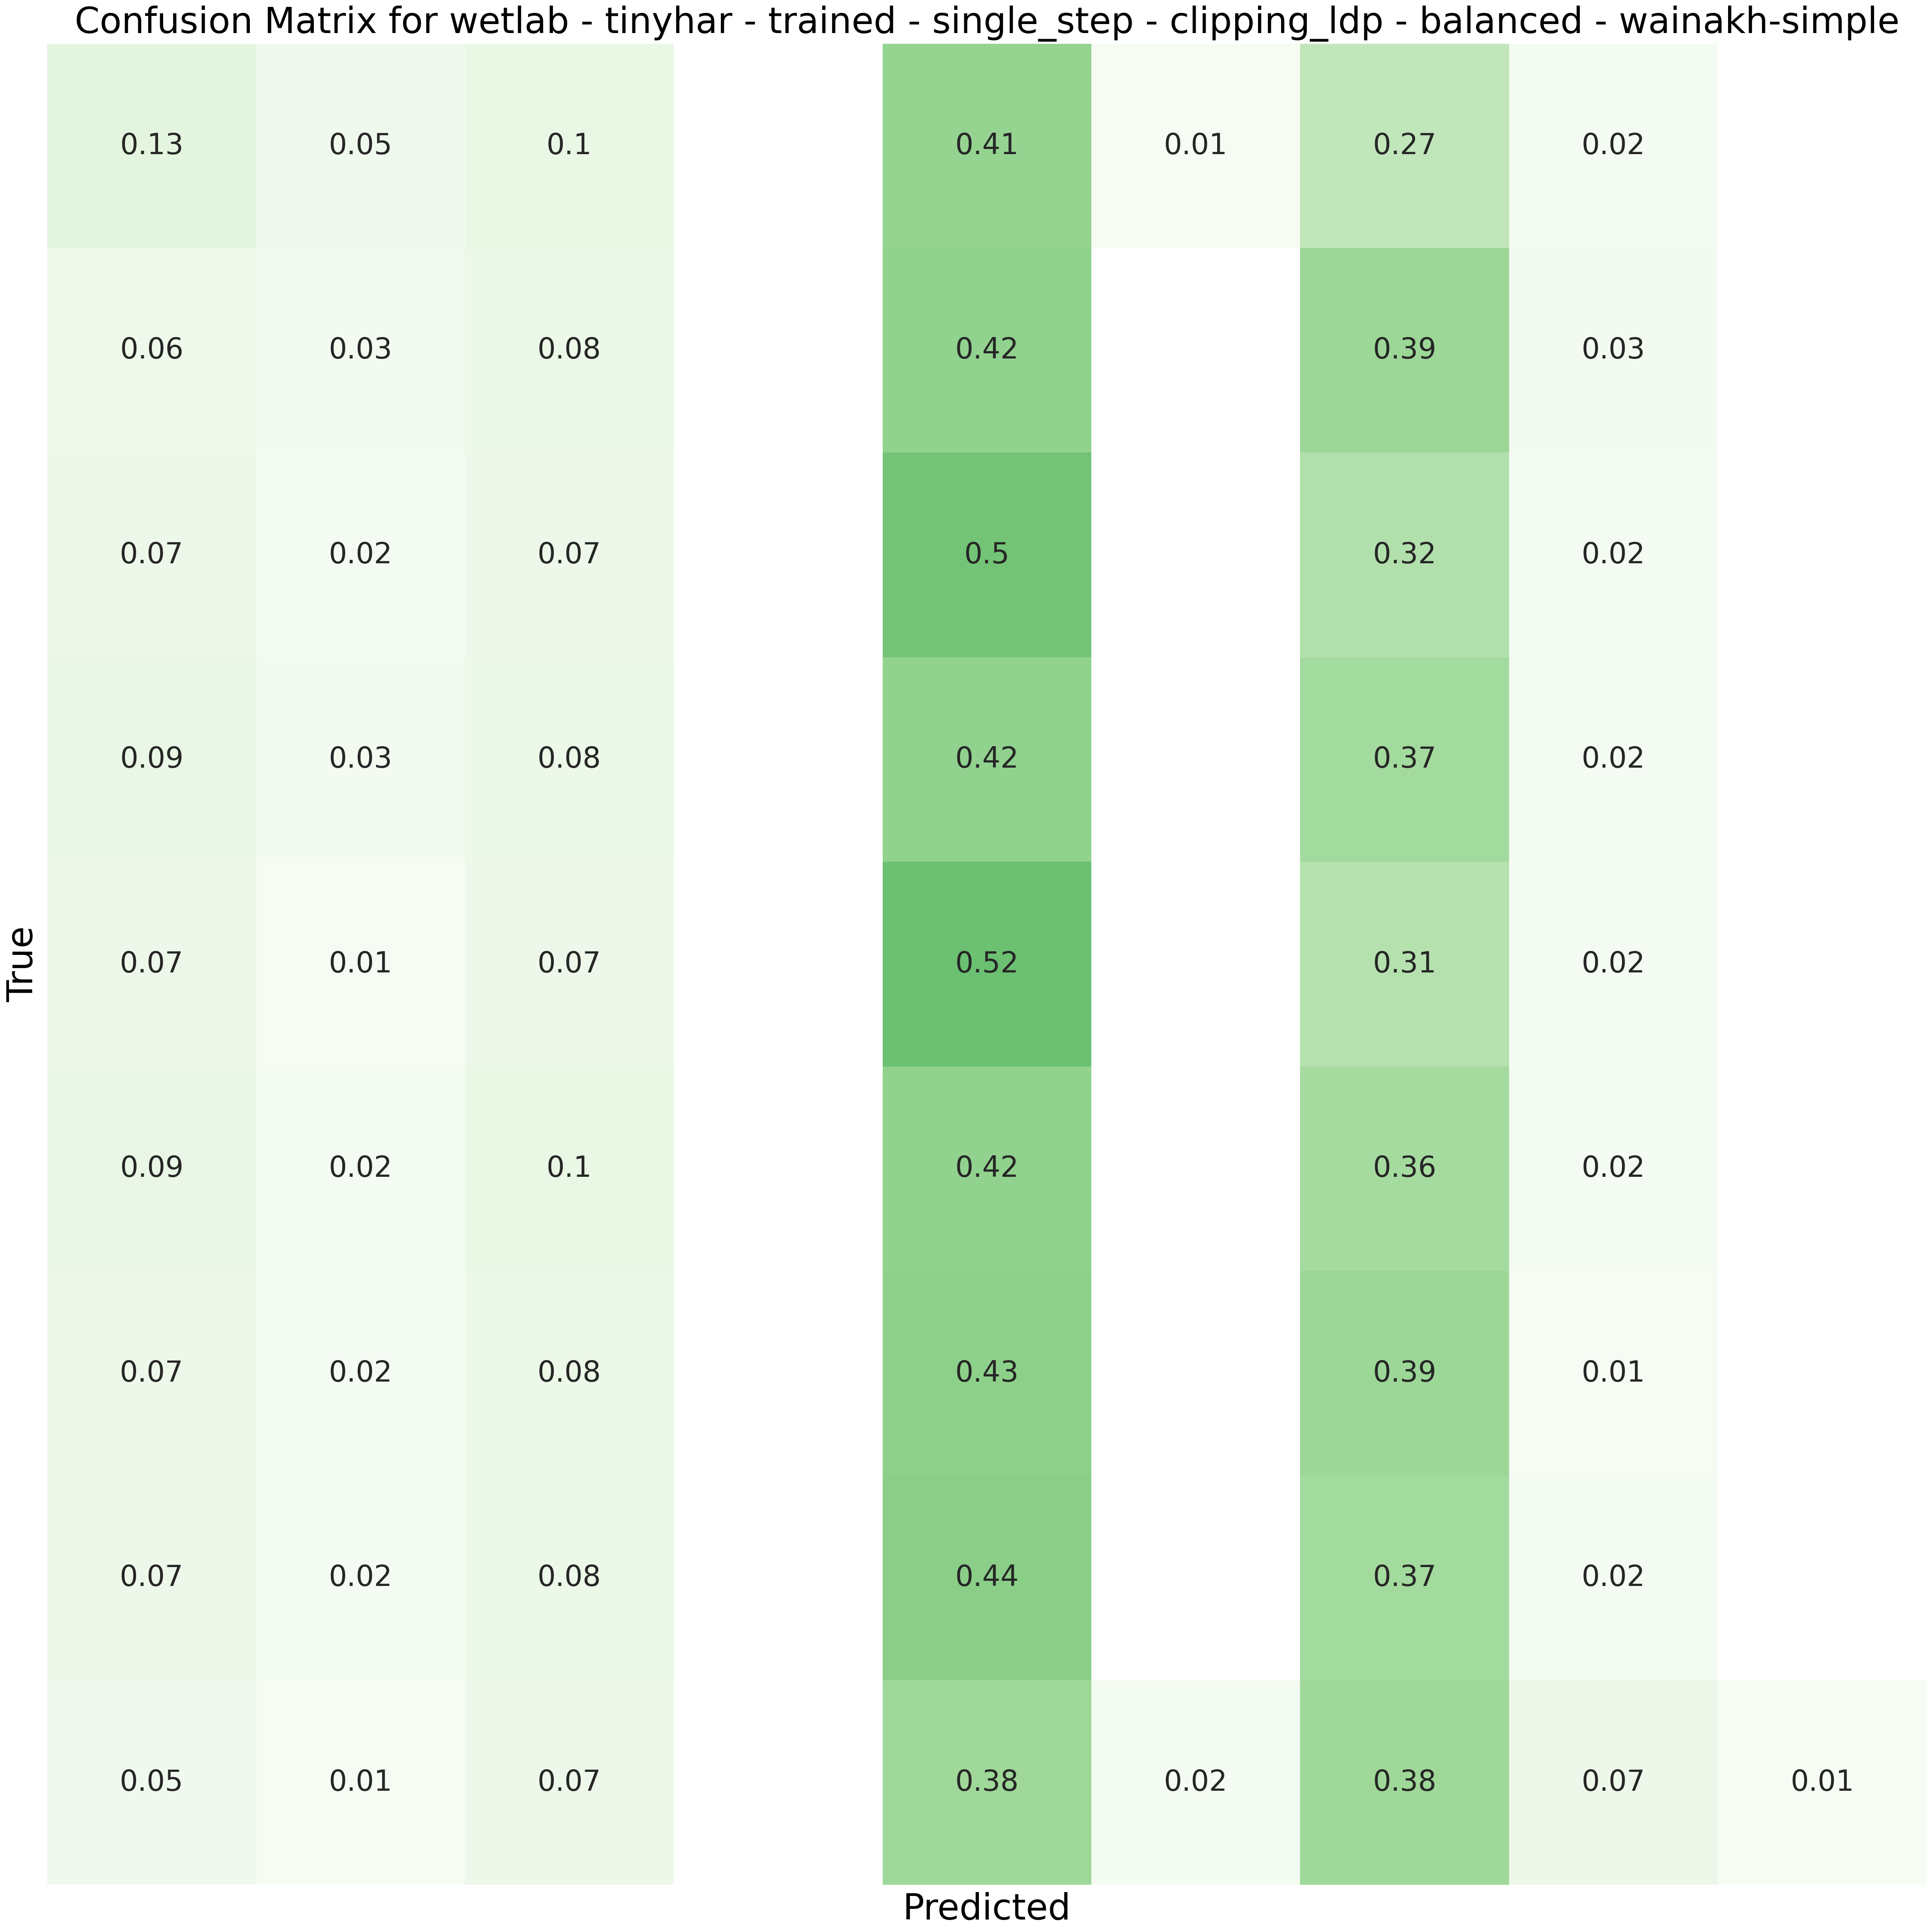 Confusion Matrix for wetlab - tinyhar - trained - single_step - clipping_ldp - balanced - wainakh-simple
0.13 0.05 0.1 0.41 0.01 0.27 0.02
0.06 0.03 0.08 0.42 0.39 0.03
0.07 0.02 0.07 0.5 0.32 0.02
0.09 0.03 0.08 0.42 0.37 0.02
True
0.07 0.01 0.07 0.52 0.31 0.02
0.09 0.02 0.1 0.42 0.36 0.02
0.07 0.02 0.08 0.43 0.39 0.01
0.07 0.02 0.08 0.44 0.37 0.02
0.05 0.01 0.07 0.38 0.02 0.38 0.07 0.01
Predicted